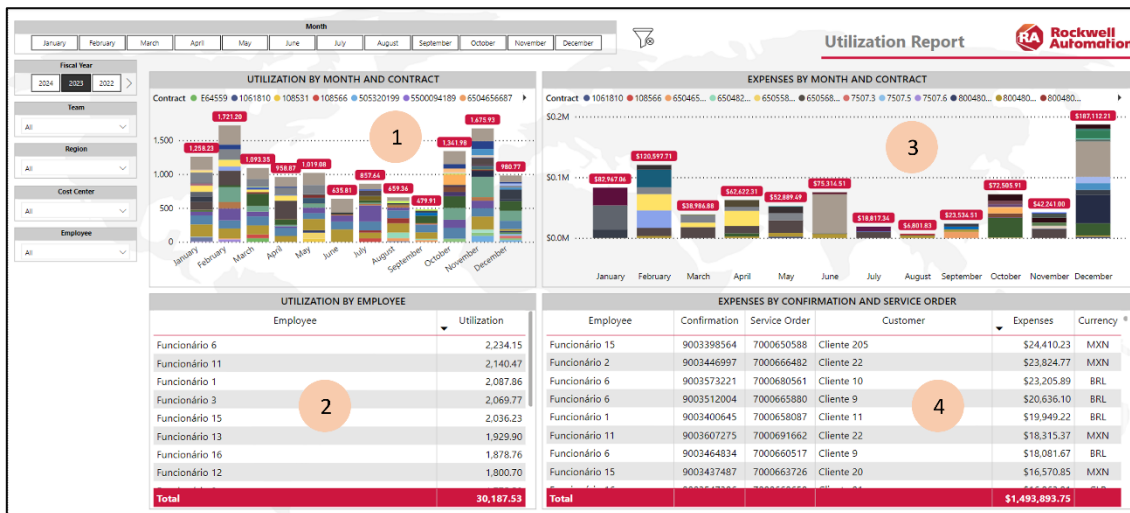 Month
January February March April May June July August September October November December
Utilization Report
RA Rockwell Automation
Fiscal Year
2024 2023 2022
Team
All
Region
All
Cost Center
All
Employee
All
UTILIZATION BY MONTH AND CONTRACT
Contract E64559 1061810 108531 108566 505320199 5500094189 6504656687
1.500
1.000
500
0
1,258.23
1,721.20
1,093.35
958.87
1,019.08
635.81
857.64
659.36
479.91
1,341.98
1,675.93
980.77
January February March April May June July August September October November December
1
EXPENSES BY MONTH AND CONTRACT
Contract 1061810 108566 650465... 650482... 650558... 650568... 7507.3 7507.5 7507.6 800480... 800480... 800480...
$0.2M
$0.1M
$0.0M
$82,967.06
$120,597.71
$38,986.88
$62,622.31
$52,889.49
$75,314.51
$18,817.34
$6,801.83
$23,534.51
$72,505.91
$42,241.00
$187,112.21
January February March April May June July August September October November December
3
UTILIZATION BY EMPLOYEE
Employee Utilization
Funcionário 6 2,234.15
Funcionário 11 2,140.47
Funcionário 1 2,087.86
Funcionário 3 2,069.77
Funcionário 15 2,036.23
Funcionário 13 1,929.90
Funcionário 16 1,878.76
Funcionário 12 1,800.70
Total 30,187.53
2
EXPENSES BY CONFIRMATION AND SERVICE ORDER
Employee Confirmation Service Order Customer Expenses Currency
Funcionário 15 9003398564 7000650588 Cliente 205 $24,410.23 MXN
Funcionário 2 9003446997 7000666482 Cliente 22 $23,824.77 MXN
Funcionário 6 9003573221 7000680561 Cliente 10 $23,205.89 BRL
Funcionário 6 9003512004 7000665880 Cliente 9 $20,636.10 BRL
Funcionário 1 9003400645 7000658087 Cliente 11 $19,949.22 BRL
Funcionário 11 9003607275 7000691662 Cliente 22 $18,315.37 MXN
Funcionário 6 9003464834 7000660517 Cliente 9 $18,081.67 BRL
Funcionário 15 9003437487 7000663726 Cliente 20 $16,570.85 MXN
Total $1,493,893.75
4